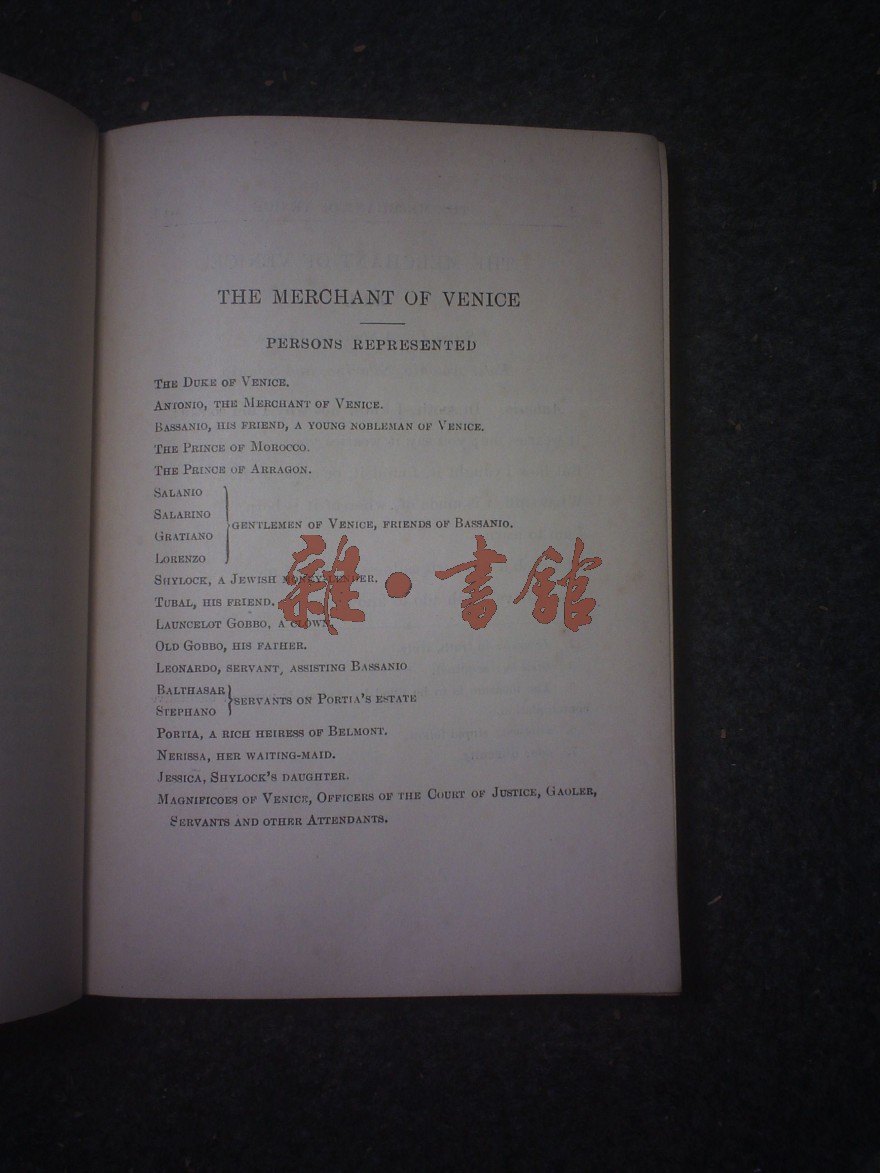 THE MERCHANT OF VENICE
PERSONS REPRESENTED
THE DUKE OF VENICE.
ANTONIO, THE MERCHANT OF VENICE.
BASSANIO, HIS FRIEND, A YOUNG NOBLEMAN OF VENICE.
THE PRINCE OF MOROCCO.
THE PRINCE OF ARRAGON.
SALANIO
SALARINO
GRATIANO
LORENZO
GENTLEMEN OF VENICE, FRIENDS OF BASSANIO.
SHYLOCK, A JEWISH MONEY-LENDER.
TUBAL, HIS FRIEND.
LAUNCELOT GOBBO, A CLOWN.
雜·書館
OLD GOBBO, HIS FATHER.
LEONARDO, SERVANT, ASSISTING BASSANIO
BALTHASAR
STEPHANO
SERVANTS ON PORTIA'S ESTATE
PORTIA, A RICH HEIRESS OF BELMONT.
NERISSA, HER WAITING-MAID.
JESSICA, SHYLOCK'S DAUGHTER.
MAGNIFICOES OF VENICE, OFFICERS OF THE COURT OF JUSTICE, GAOLER,
SERVANTS AND OTHER ATTENDANTS.